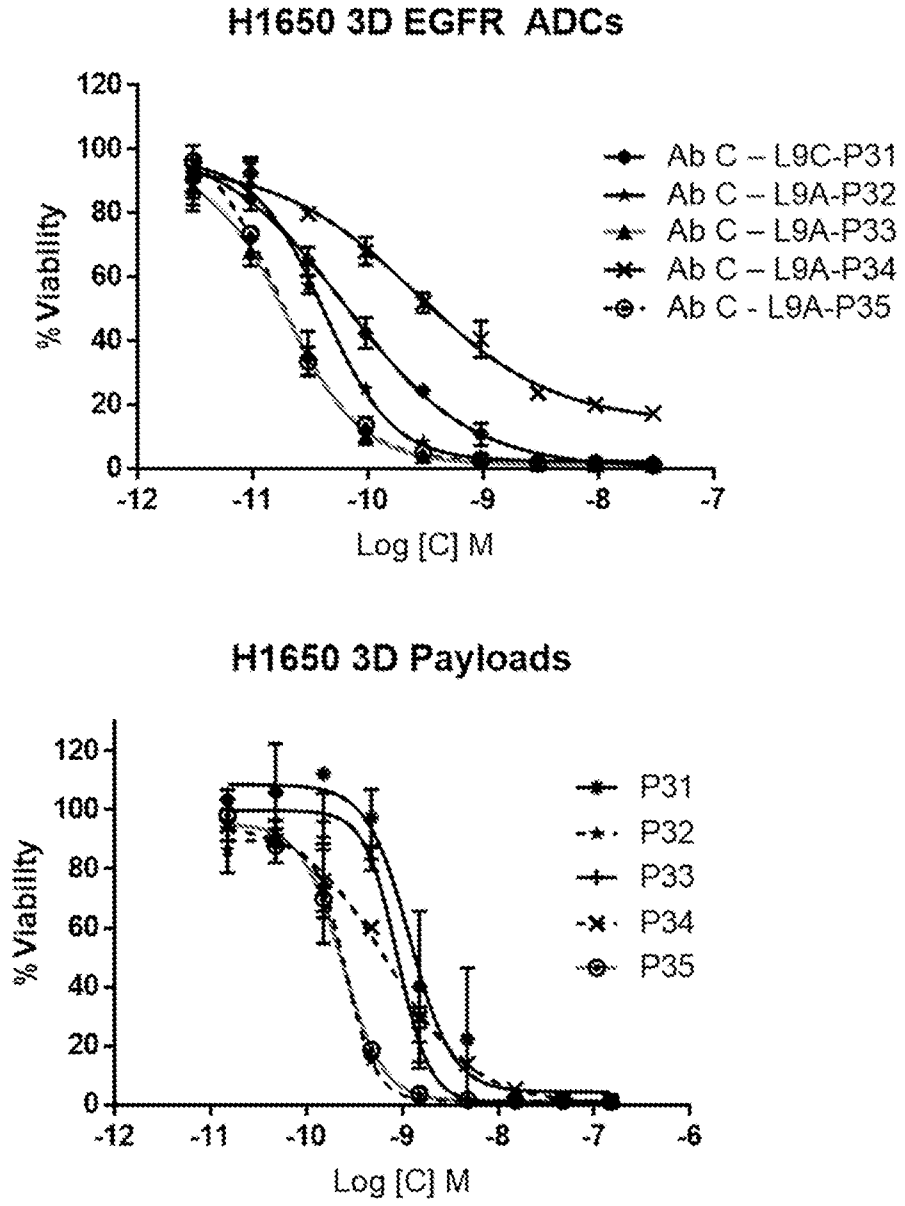 H1650 3D EGFR ADCs
% Viability
120
100
80
60
40
20
0
-12
-11
-10
-9
-8
-7
Log [C] M
Ab C – L9C-P31
Ab C – L9A-P32
Ab C – L9A-P33
Ab C – L9A-P34
Ab C - L9A-P35
H1650 3D Payloads
% Viability
120
100
80
60
40
20
0
-12
-11
-10
-9
-8
-7
-6
Log [C] M
P31
P32
P33
P34
P35